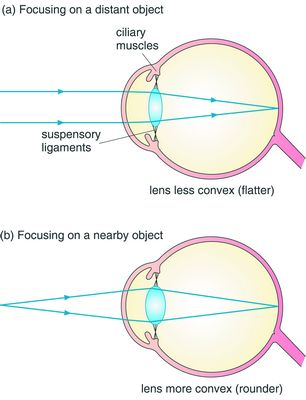 (a) Focusing on a distant object
ciliary
muscles
suspensory
ligaments
lens less convex (flatter)
(b) Focusing on a nearby object
lens more convex (rounder)